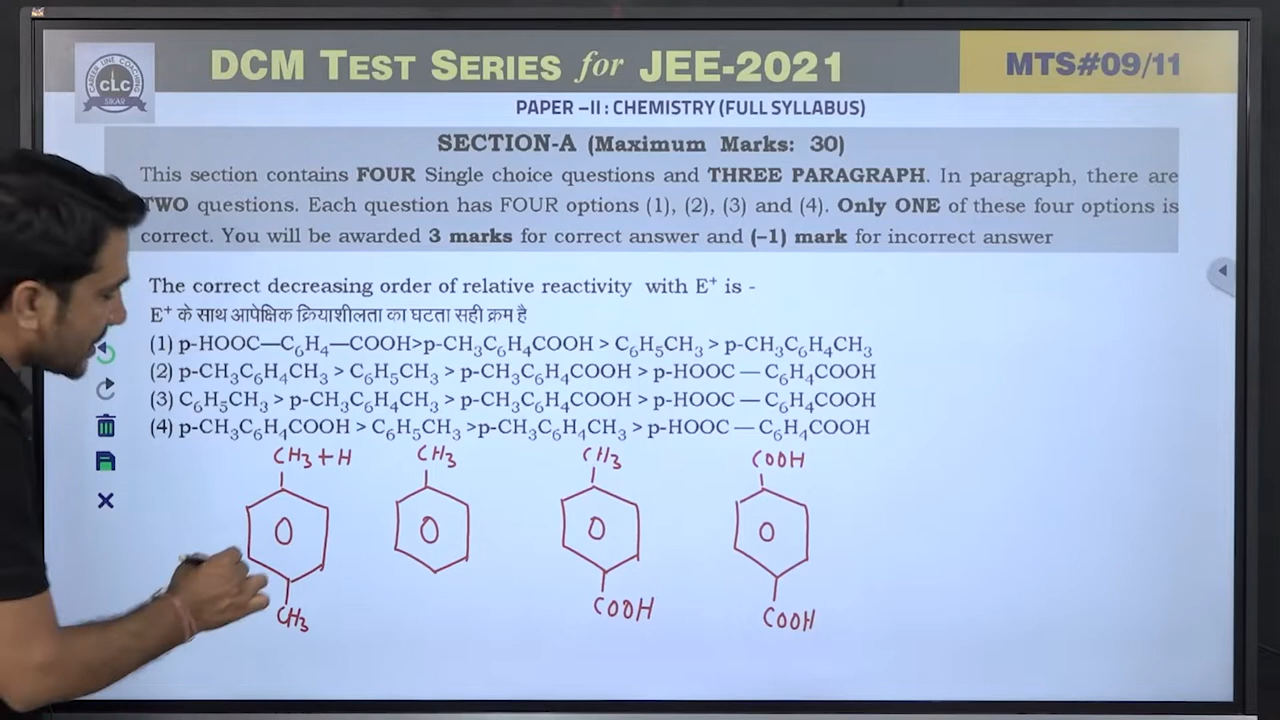 CAREER LINE COACHING
CLC
SIKAR
DCM TEST SERIES for JEE-2021
MTS#09/11
PAPER –II : CHEMISTRY (FULL SYLLABUS)
SECTION-A (Maximum Marks: 30)
This section contains FOUR Single choice questions and THREE PARAGRAPH. In paragraph, there are
TWO questions. Each question has FOUR options (1), (2), (3) and (4). Only ONE of these four options is
correct. You will be awarded 3 marks for correct answer and (–1) mark for incorrect answer
The correct decreasing order of relative reactivity with E⁺ is -
E⁺ के साथ आपेक्षिक क्रियाशीलता का घटता सही क्रम है
(1) p-HOOC—C₆H₄—COOH>p-CH₃C₆H₄COOH > C₆H₅CH₃ > p-CH₃C₆H₄CH₃
(2) p-CH₃C₆H₄CH₃ > C₆H₅CH₃ > p-CH₃C₆H₄COOH > p-HOOC — C₆H₄COOH
(3) C₆H₅CH₃ > p-CH₃C₆H₄CH₃ > p-CH₃C₆H₄COOH > p-HOOC — C₆H₄COOH
(4) p-CH₃C₆H₄COOH > C₆H₅CH₃ >p-CH₃C₆H₄CH₃ > p-HOOC — C₆H₄COOH
CH₃ +H CH₃ CH₃ COOH
CH₃ COOH COOH